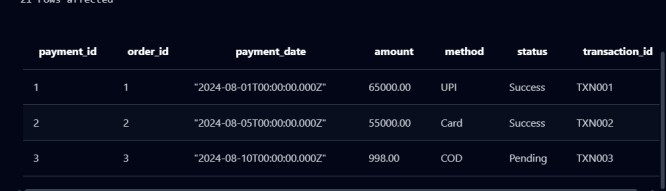 21 rows affected
payment_id order_id payment_date amount method status transaction_id
1 1 "2024-08-01T00:00:00.000Z" 65000.00 UPI Success TXN001
2 2 "2024-08-05T00:00:00.000Z" 55000.00 Card Success TXN002
3 3 "2024-08-10T00:00:00.000Z" 998.00 COD Pending TXN003